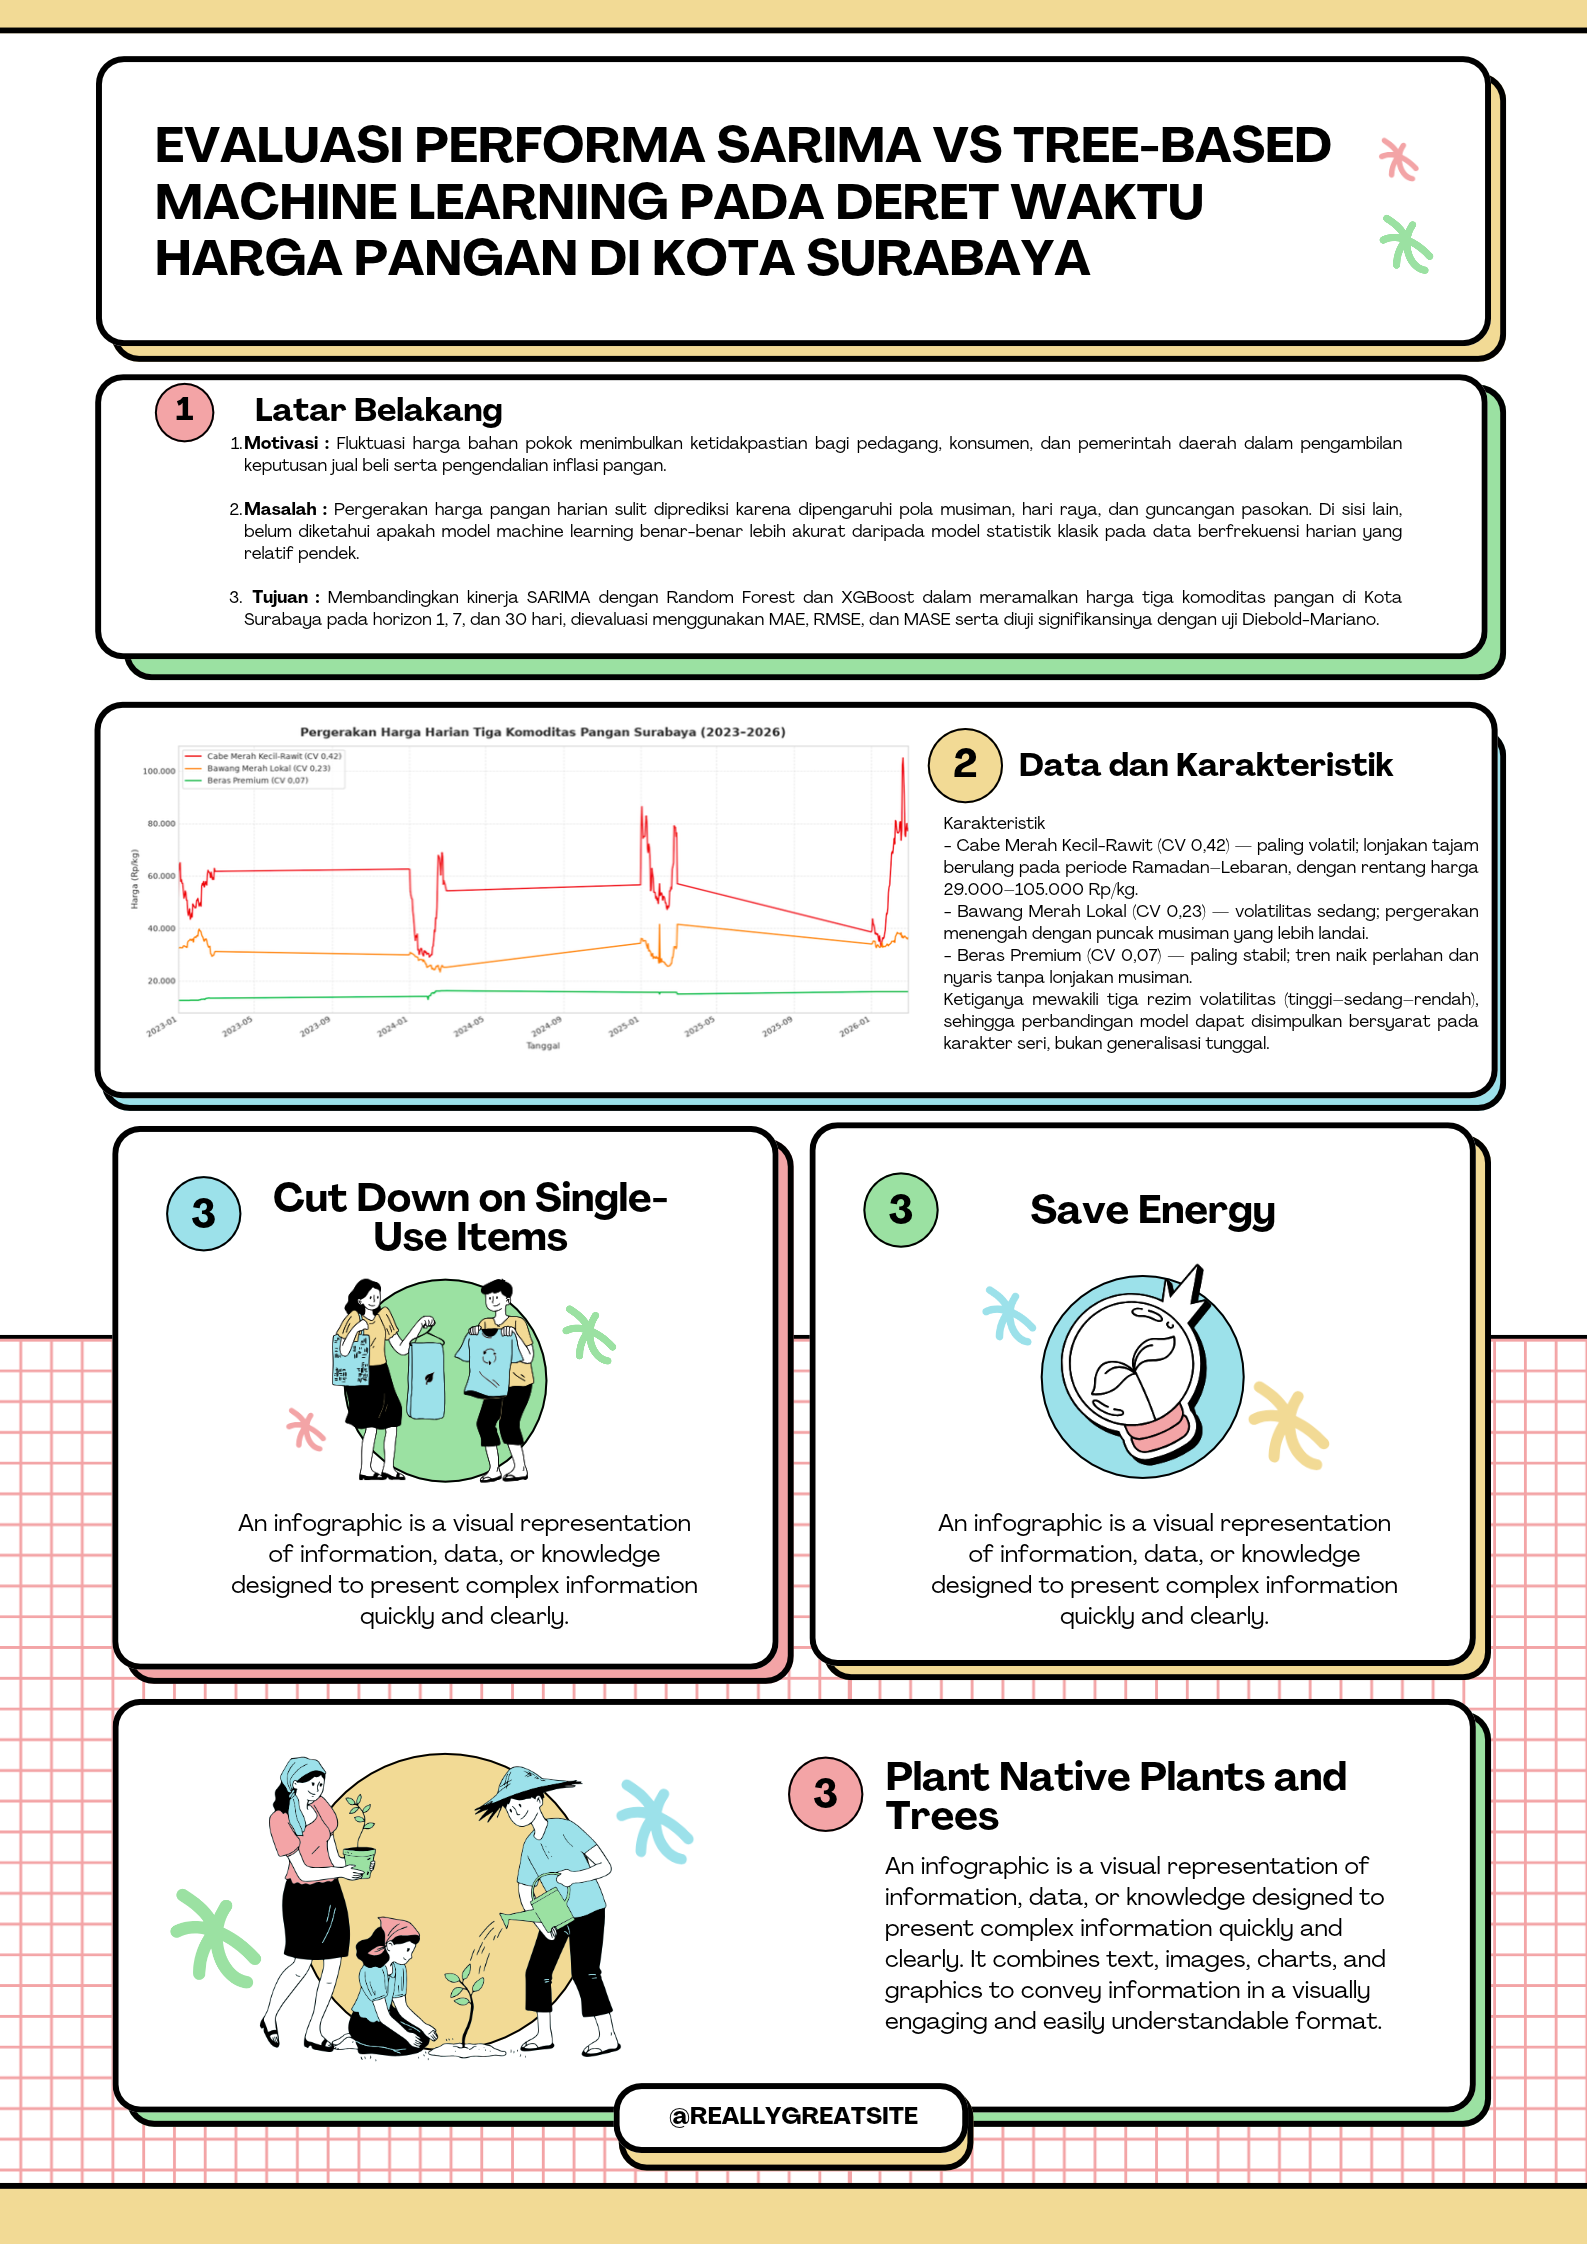 EVALUASI PERFORMA SARIMA VS TREE-BASED
MACHINE LEARNING PADA DERET WAKTU
HARGA PANGAN DI KOTA SURABAYA
1
Latar Belakang
1. Motivasi : Fluktuasi harga bahan pokok menimbulkan ketidakpastian bagi pedagang, konsumen, dan pemerintah daerah dalam pengambilan
keputusan jual beli serta pengendalian inflasi pangan.
2. Masalah : Pergerakan harga pangan harian sulit diprediksi karena dipengaruhi pola musiman, hari raya, dan guncangan pasokan. Di sisi lain,
belum diketahui apakah model machine learning benar-benar lebih akurat daripada model statistik klasik pada data berfrekuensi harian yang
relatif pendek.
3. Tujuan : Membandingkan kinerja SARIMA dengan Random Forest dan XGBoost dalam meramalkan harga tiga komoditas pangan di Kota
Surabaya pada horizon 1, 7, dan 30 hari, dievaluasi menggunakan MAE, RMSE, dan MASE serta diuji signifikansinya dengan uji Diebold-Mariano.
Pergerakan Harga Harian Tiga Komoditas Pangan Surabaya (2023–2026)
Cabe Merah Kecil-Rawit (CV 0,42)
Bawang Merah Lokal (CV 0,23)
Beras Premium (CV 0,07)
100.000
80.000
60.000
40.000
20.000
Harga (Rp/kg)
2023-01
2023-05
2023-09
2024-01
2024-05
2024-09
2025-01
2025-05
2025-09
2026-01
Tanggal
2
Data dan Karakteristik
Karakteristik
- Cabe Merah Kecil-Rawit (CV 0,42) — paling volatil; lonjakan tajam
berulang pada periode Ramadan–Lebaran, dengan rentang harga
29.000–105.000 Rp/kg.
- Bawang Merah Lokal (CV 0,23) — volatilitas sedang; pergerakan
menengah dengan puncak musiman yang lebih landai.
- Beras Premium (CV 0,07) — paling stabil; tren naik perlahan dan
nyaris tanpa lonjakan musiman.
Ketiganya mewakili tiga rezim volatilitas (tinggi–sedang–rendah),
sehingga perbandingan model dapat disimpulkan bersyarat pada
karakter seri, bukan generalisasi tunggal.
3
Cut Down on Single-
Use Items
An infographic is a visual representation
of information, data, or knowledge
designed to present complex information
quickly and clearly.
3
Save Energy
An infographic is a visual representation
of information, data, or knowledge
designed to present complex information
quickly and clearly.
3
Plant Native Plants and
Trees
An infographic is a visual representation of
information, data, or knowledge designed to
present complex information quickly and
clearly. It combines text, images, charts, and
graphics to convey information in a visually
engaging and easily understandable format.
@REALLYGREATSITE